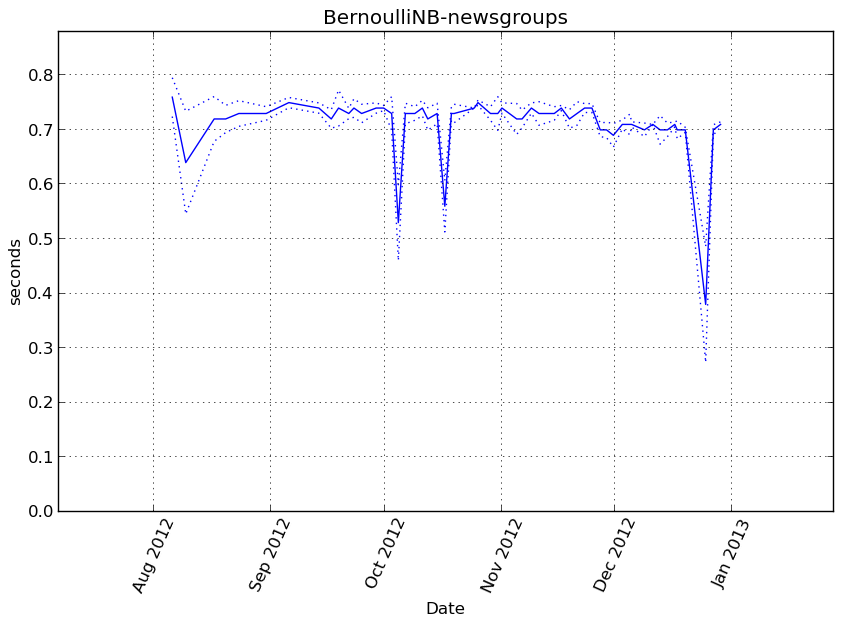 BernoulliNB-newsgroups
0.8
0.7
0.6
0.5
0.4
0.3
0.2
0.1
0.0
seconds
Aug 2012
Sep 2012
Oct 2012
Nov 2012
Dec 2012
Jan 2013
Date